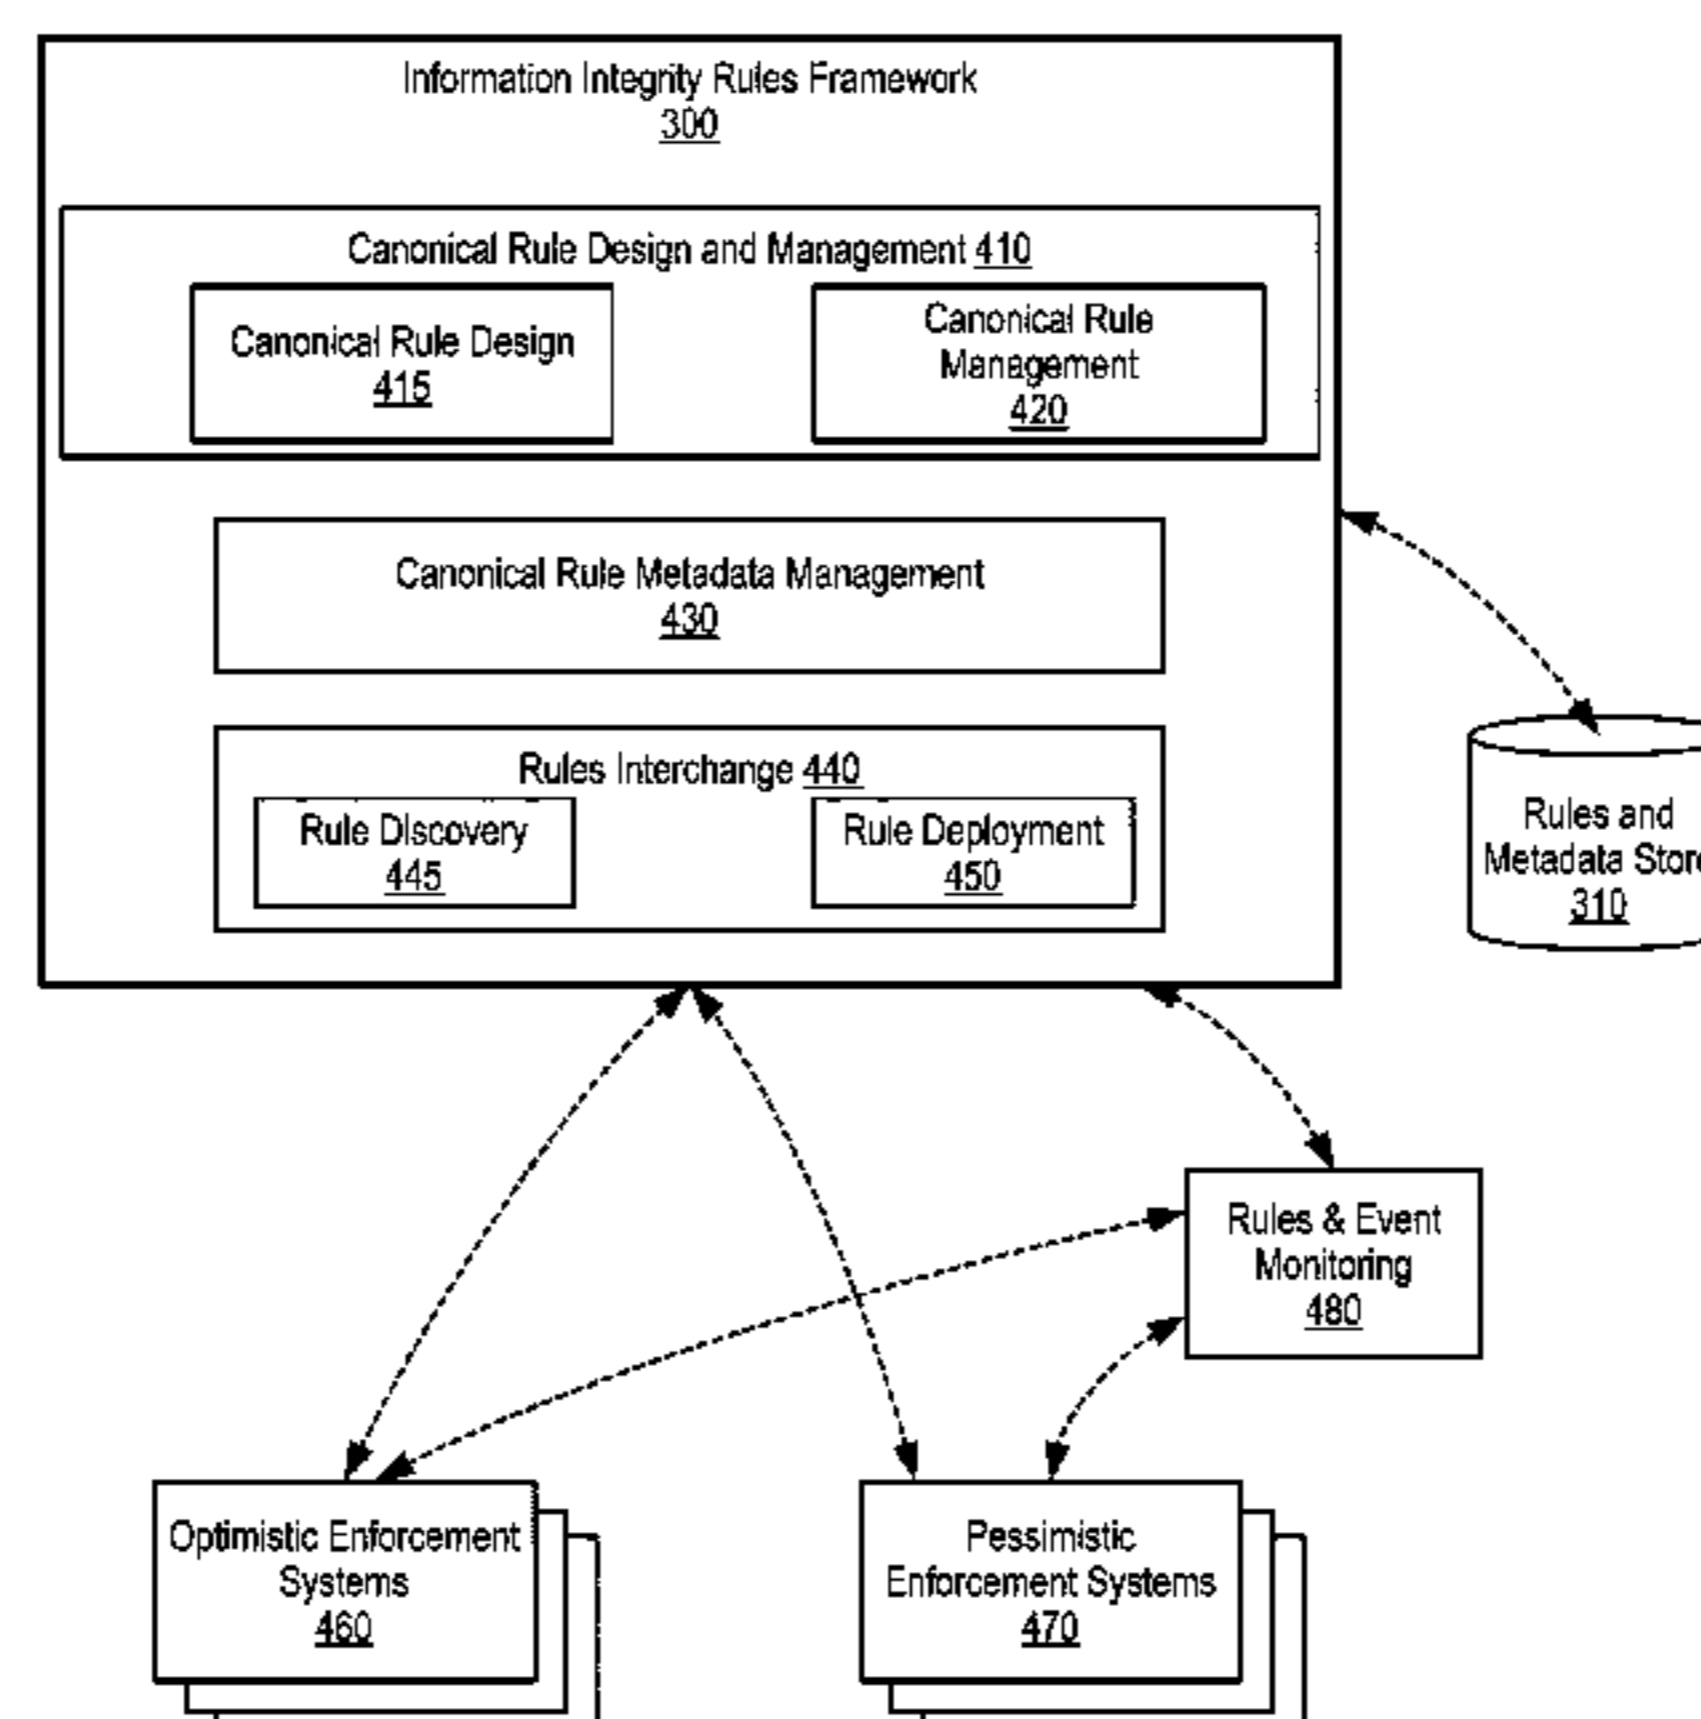 Information Integrity Rules Framework
300
Canonical Rule Design and Management 410
Canonical Rule Design
415
Canonical Rule
Management
420
Canonical Rule Metadata Management
430
Rules Interchange 440
Rule Discovery
445
Rule Deployment
450
Rules and
Metadata Store
310
Rules & Event
Monitoring
480
Optimistic Enforcement
Systems
460
Pessimistic
Enforcement Systems
470